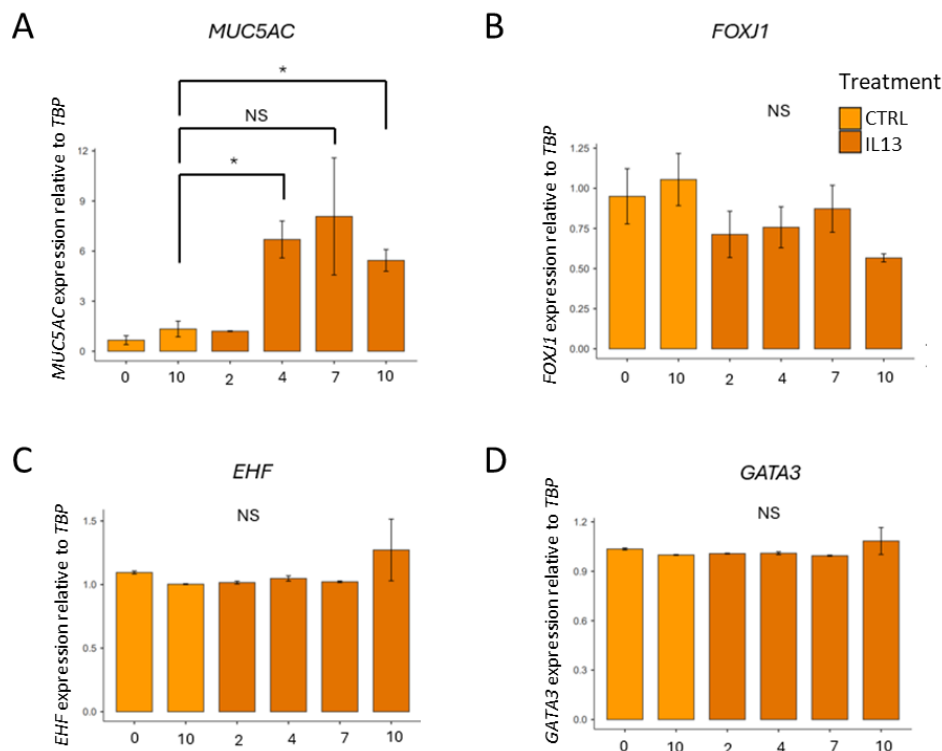 A
MUC5AC
*
NS
*
MUC5AC expression relative to TBP
12
9
6
3
0
0 10 2 4 7 10
B
FOXJ1
Treatment
CTRL
IL13
NS
FOXJ1 expression relative to TBP
1.25
1.00
0.75
0.50
0.25
0.00
0 10 2 4 7 10
C
EHF
NS
EHF expression relative to TBP
1.5
1.0
0.5
0.0
0 10 2 4 7 10
D
GATA3
NS
GATA3 expression relative to TBP
1.2
0.9
0.6
0.3
0.0
0 10 2 4 7 10